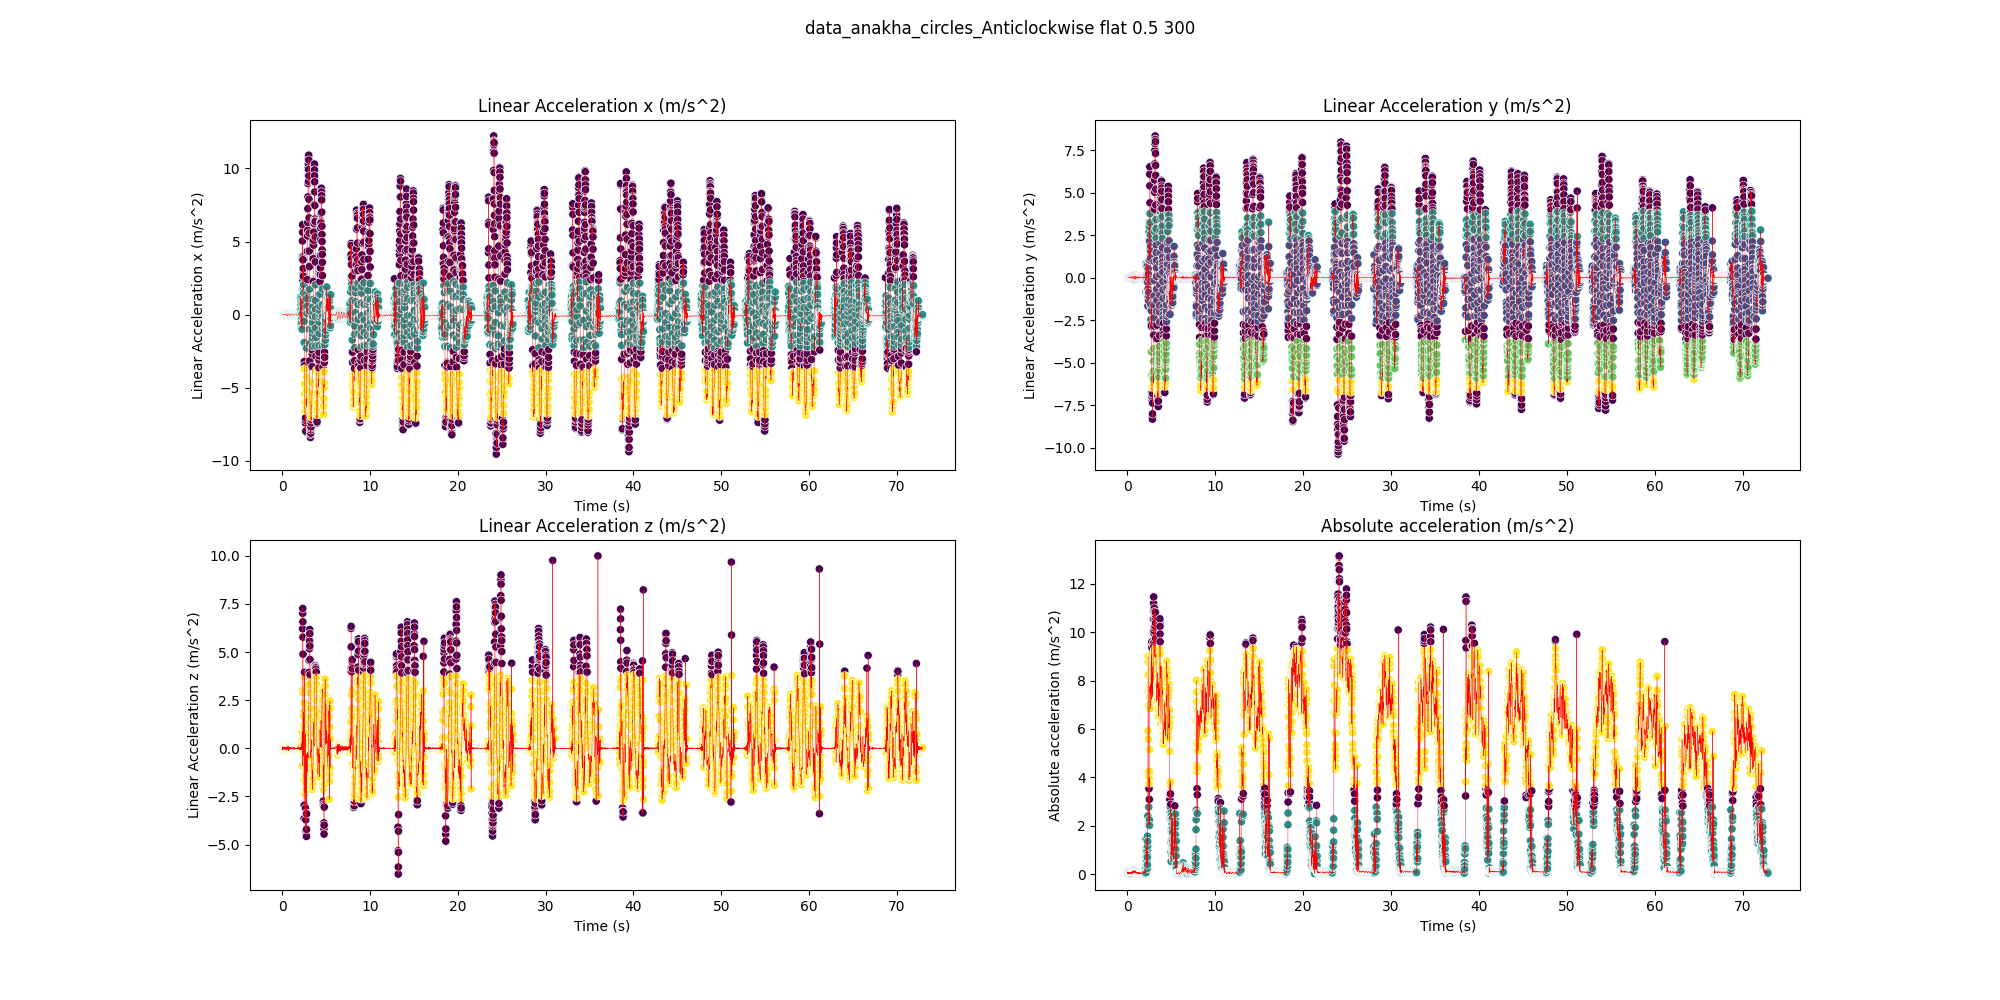 data_anakha_circles_Anticlockwise flat 0.5 300
Linear Acceleration x (m/s^2)
Linear Acceleration x (m/s^2)
10
5
0
−5
−10
0 10 20 30 40 50 60 70
Time (s)
Linear Acceleration y (m/s^2)
Linear Acceleration y (m/s^2)
7.5
5.0
2.5
0.0
−2.5
−5.0
−7.5
−10.0
0 10 20 30 40 50 60 70
Time (s)
Linear Acceleration z (m/s^2)
Linear Acceleration z (m/s^2)
10.0
7.5
5.0
2.5
0.0
−2.5
−5.0
0 10 20 30 40 50 60 70
Time (s)
Absolute acceleration (m/s^2)
Absolute acceleration (m/s^2)
12
10
8
6
4
2
0
0 10 20 30 40 50 60 70
Time (s)